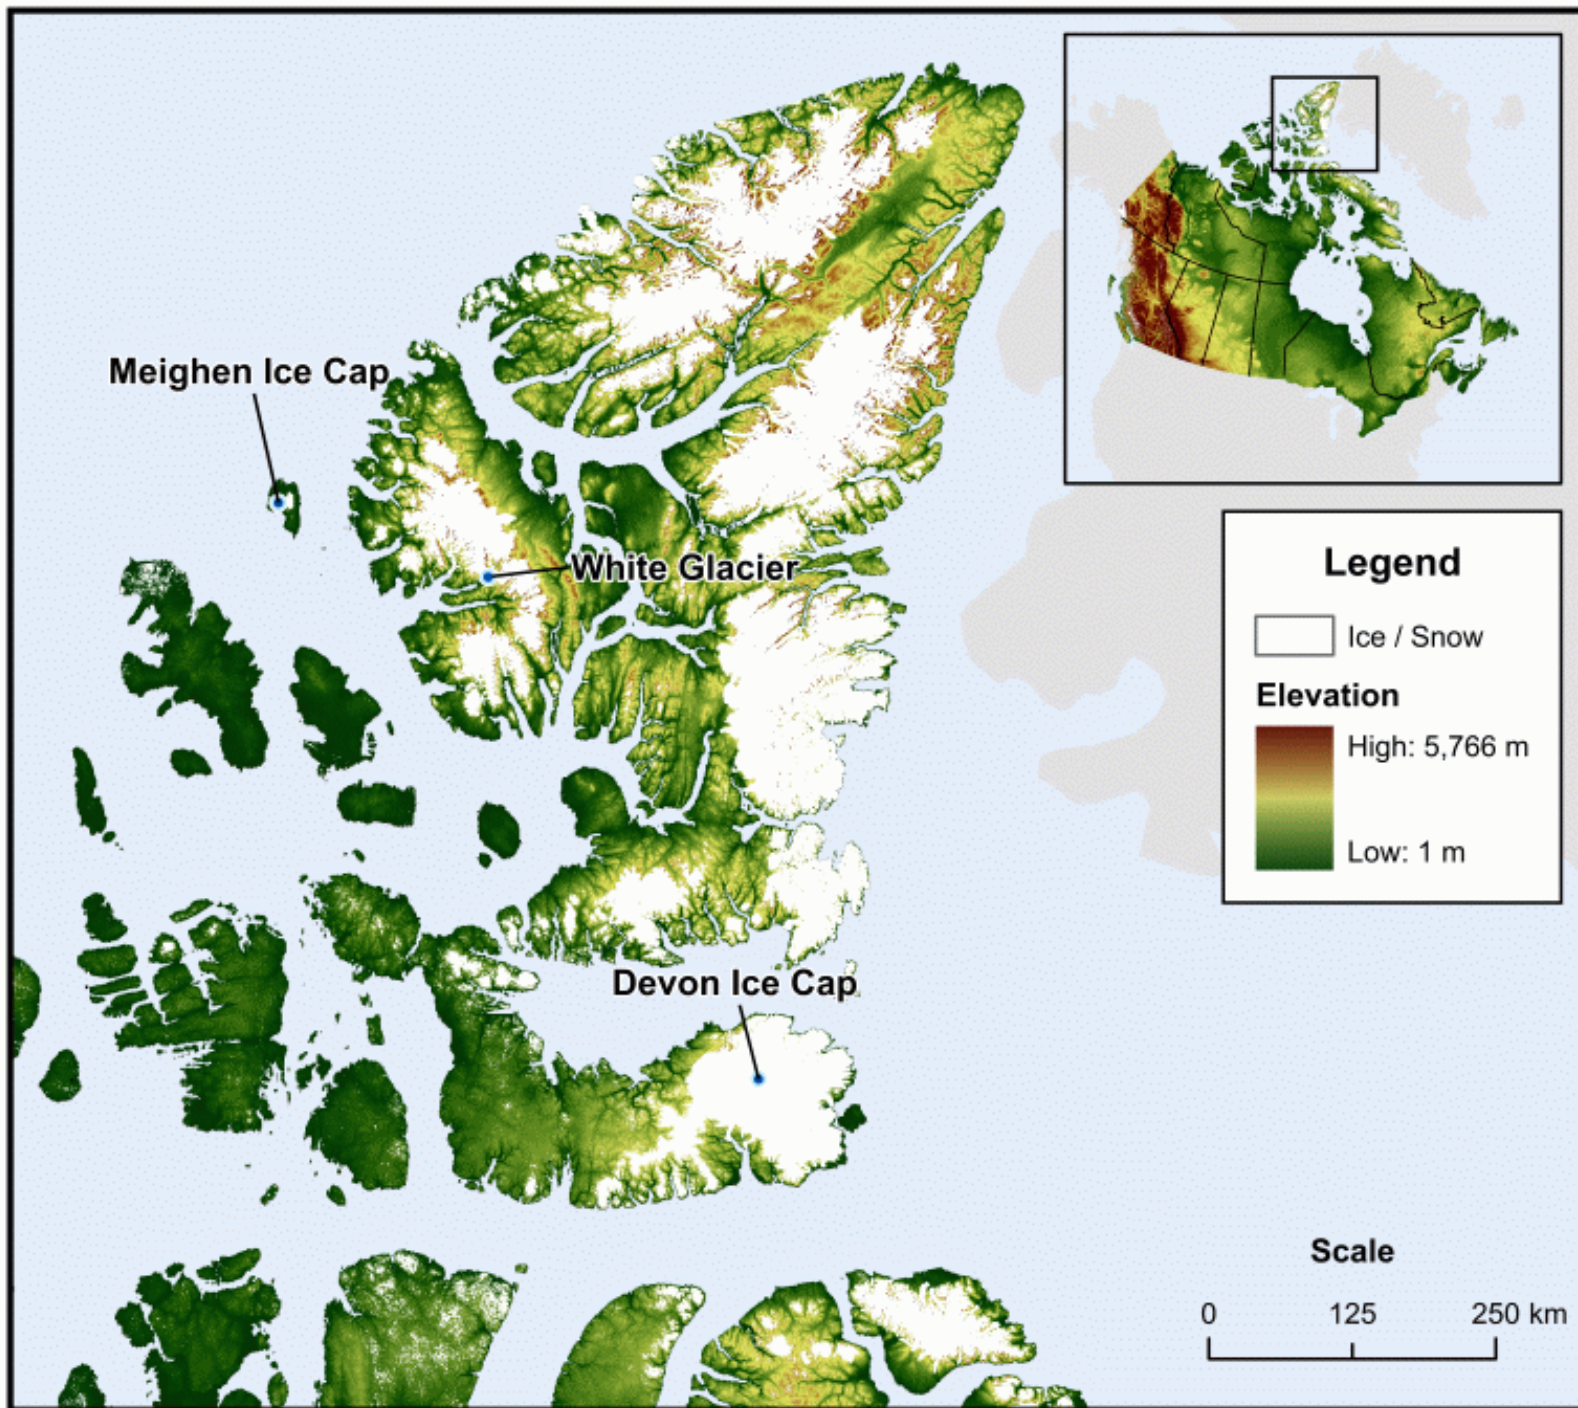 Meighen Ice Cap
White Glacier
Devon Ice Cap
Legend
Ice / Snow
Elevation
High: 5,766 m
Low: 1 m
Scale
0 125 250 km